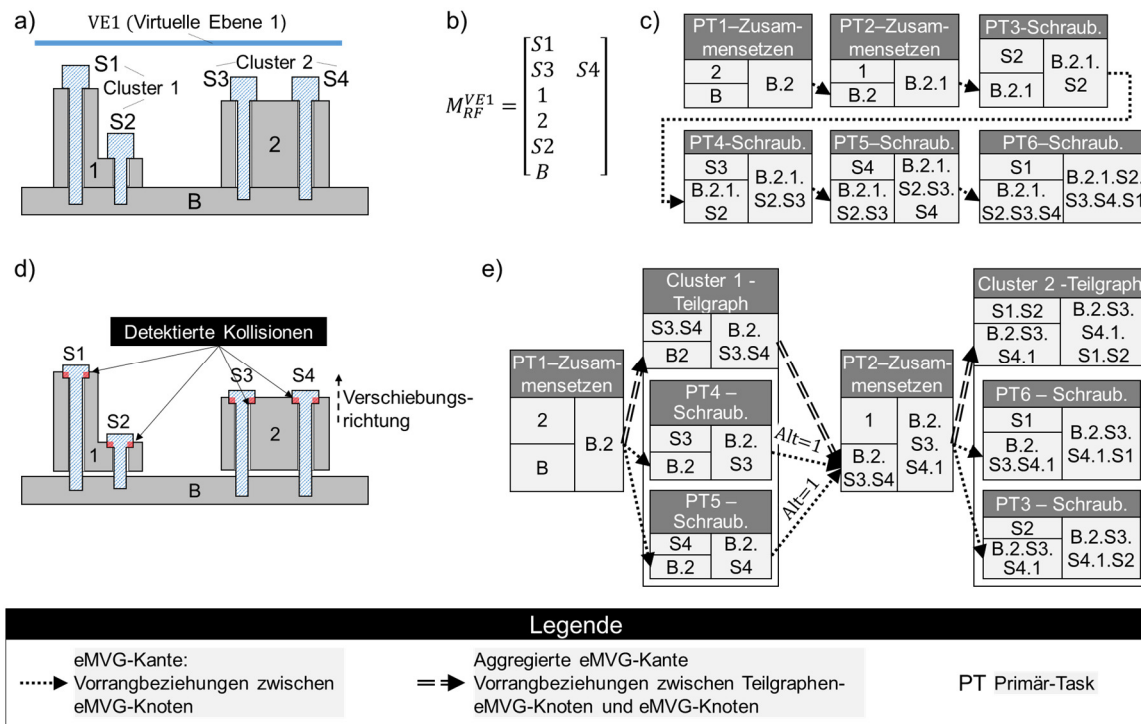 a)
VE1 (Virtuelle Ebene 1)
S1
Cluster 1
S2
Cluster 2
S3
S4
1
2
B
b)
M_RF^VE1 =
S1
S3 S4
1
2
S2
B
c)
PT1–Zusam-
mensetzen
2
B
B.2
PT2–Zusam-
mensetzen
1
B.2
B.2.1
PT3-Schraub.
S2
B.2.1
B.2.1.
S2
PT4-Schraub.
S3
B.2.1.
S2
B.2.1.
S2.S3
PT5–Schraub.
S4
B.2.1.
S2.S3
B.2.1.
S2.S3.
S4
PT6–Schraub.
S1
B.2.1.
S2.S3.S4
B.2.1.S2.
S3.S4.S1
d)
Detektierte Kollisionen
S1
S2
S3
S4
Verschiebungs-
richtung
1
2
B
e)
PT1–Zusam-
mensetzen
2
B
B.2
Cluster 1 -
Teilgraph
S3.S4
B2
B.2.
S3.S4
PT4 –
Schraub.
S3
B.2
B.2.
S3
PT5 –
Schraub.
S4
B.2
B.2.
S4
Alt=1
Alt=1
PT2–Zusam-
mensetzen
1
B.2.
S3.S4
B.2.
S3.
S4.1
Cluster 2 -Teilgraph
S1.S2
B.2.S3.
S4.1
B.2.S3.
S4.1.
S1.S2
PT6 – Schraub.
S1
B.2.
S3.S4.1
B.2.S3.
S4.1.S1
PT3 – Schraub.
S2
B.2.S3.
S4.1
B.2.S3.
S4.1.S2
Legende
eMVG-Kante:
Vorrangbeziehungen zwischen
eMVG-Knoten
Aggregierte eMVG-Kante
Vorrangbeziehungen zwischen Teilgraphen-
eMVG-Knoten und eMVG-Knoten
PT Primär-Task